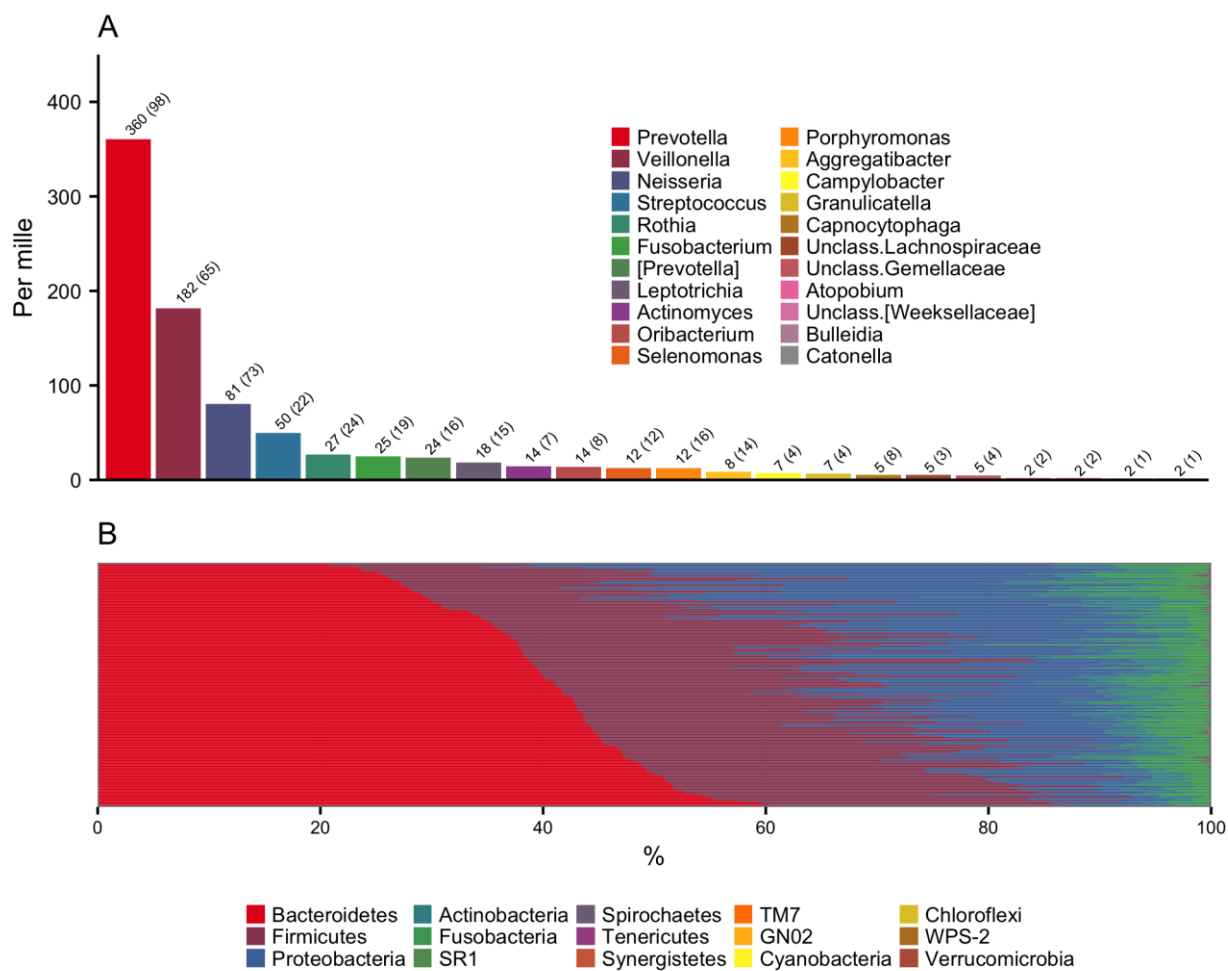 A
Per mille
400
300
200
100
0
360 (98)
182 (65)
81 (73)
50 (22)
27 (24)
25 (19)
24 (16)
18 (15)
14 (7)
14 (8)
12 (12)
12 (16)
8 (14)
7 (4)
7 (4)
5 (8)
5 (3)
5 (4)
2 (2)
2 (2)
2 (1)
2 (1)
Prevotella
Veillonella
Neisseria
Streptococcus
Rothia
Fusobacterium
[Prevotella]
Leptotrichia
Actinomyces
Oribacterium
Selenomonas
Porphyromonas
Aggregatibacter
Campylobacter
Granulicatella
Capnocytophaga
Unclass.Lachnospiraceae
Unclass.Gemellaceae
Atopobium
Unclass.[Weeksellaceae]
Bulleidia
Catonella
B
0 20 40 60 80 100
%
Bacteroidetes
Firmicutes
Proteobacteria
Actinobacteria
Fusobacteria
SR1
Spirochaetes
Tenericutes
Synergistetes
TM7
GN02
Cyanobacteria
Chloroflexi
WPS-2
Verrucomicrobia